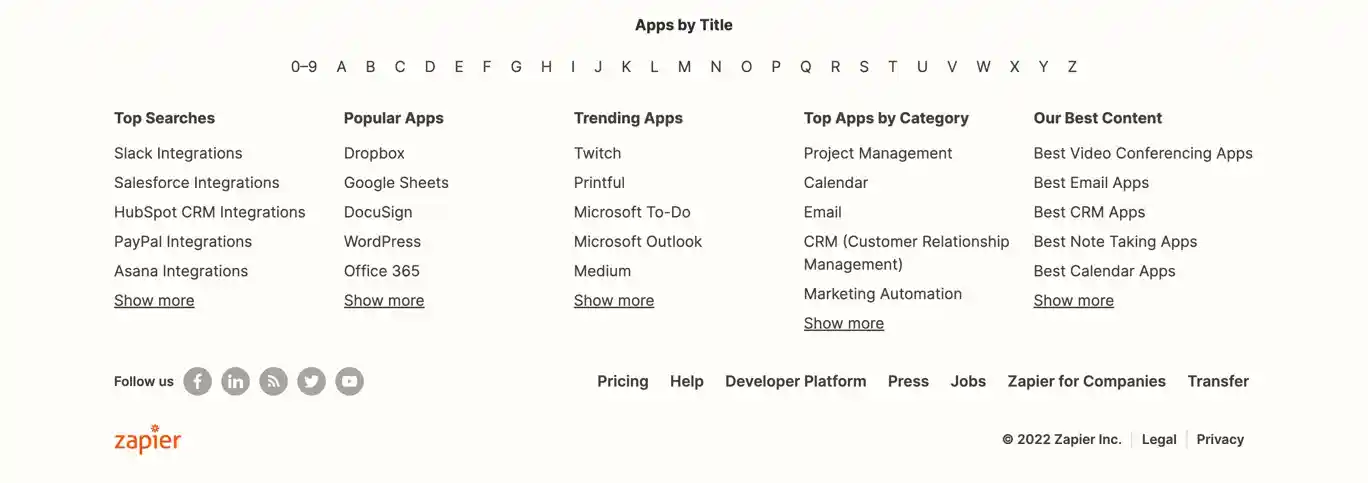 Apps by Title
0–9 A B C D E F G H I J K L M N O P Q R S T U V W X Y Z
Top Searches
Slack Integrations
Salesforce Integrations
HubSpot CRM Integrations
PayPal Integrations
Asana Integrations
Show more
Popular Apps
Dropbox
Google Sheets
DocuSign
WordPress
Office 365
Show more
Trending Apps
Twitch
Printful
Microsoft To-Do
Microsoft Outlook
Medium
Show more
Top Apps by Category
Project Management
Calendar
Email
CRM (Customer Relationship
Management)
Marketing Automation
Show more
Our Best Content
Best Video Conferencing Apps
Best Email Apps
Best CRM Apps
Best Note Taking Apps
Best Calendar Apps
Show more
Follow us
Pricing Help Developer Platform Press Jobs Zapier for Companies Transfer
zapier
© 2022 Zapier Inc. Legal Privacy